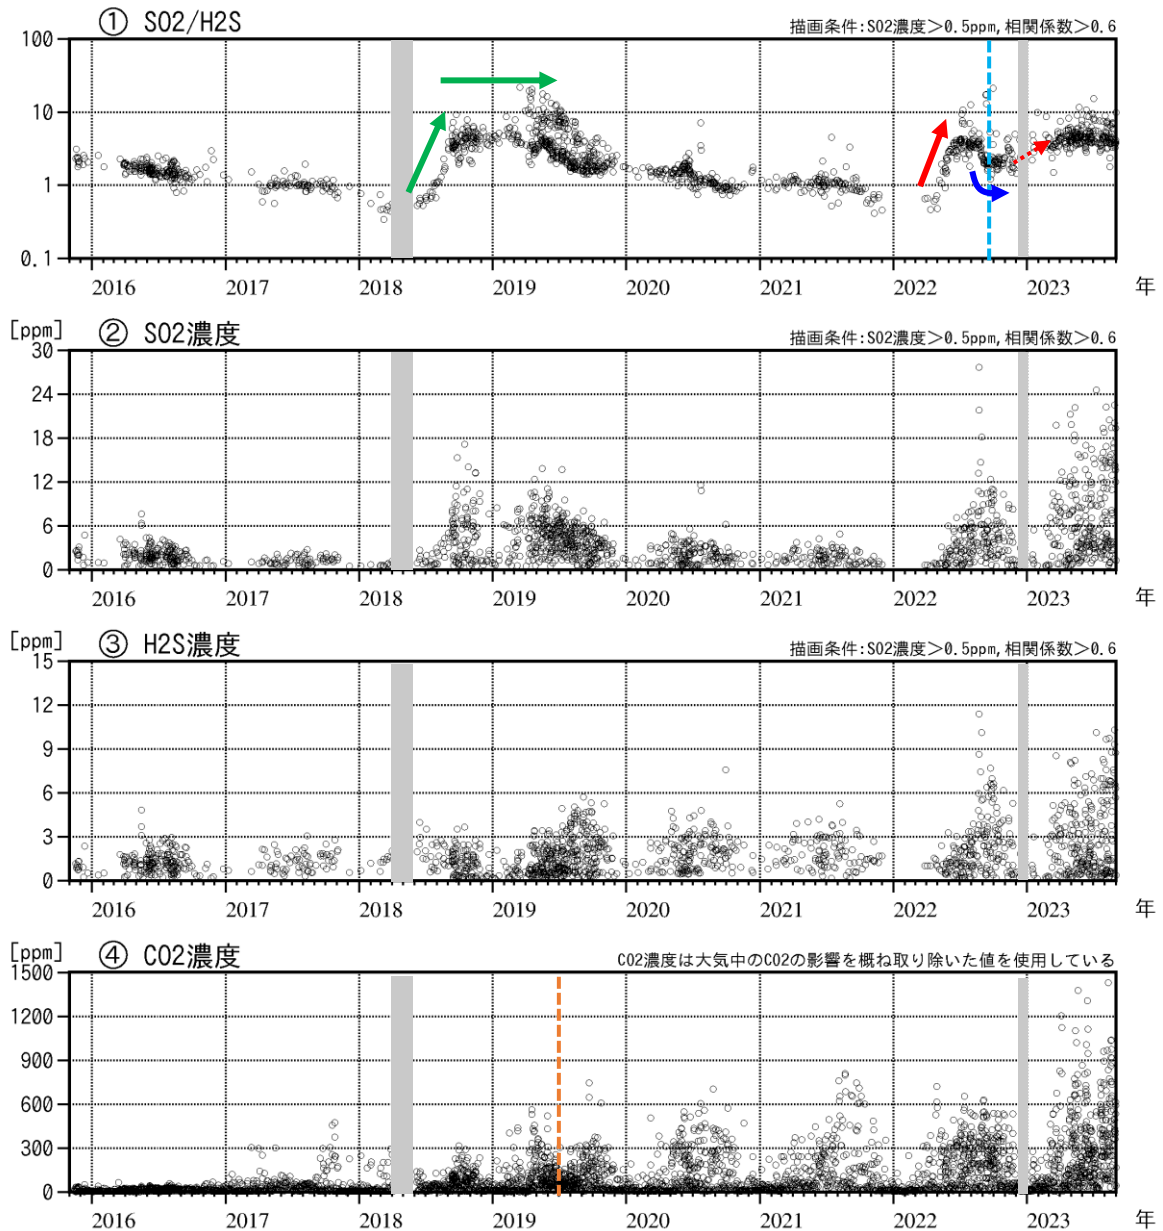 ① SO2/H2S
描画条件:SO2濃度>0.5ppm,相関係数>0.6
100
10
1
0.1
2016 2017 2018 2019 2020 2021 2022 2023 年
[ppm] ② SO2濃度
描画条件:SO2濃度>0.5ppm,相関係数>0.6
30
24
18
12
6
0
2016 2017 2018 2019 2020 2021 2022 2023 年
[ppm] ③ H2S濃度
描画条件:SO2濃度>0.5ppm,相関係数>0.6
15
12
9
6
3
0
2016 2017 2018 2019 2020 2021 2022 2023 年
[ppm] ④ CO2濃度
CO2濃度は大気中のCO2の影響を概ね取り除いた値を使用している
1500
1200
900
600
300
0
2016 2017 2018 2019 2020 2021 2022 2023 年